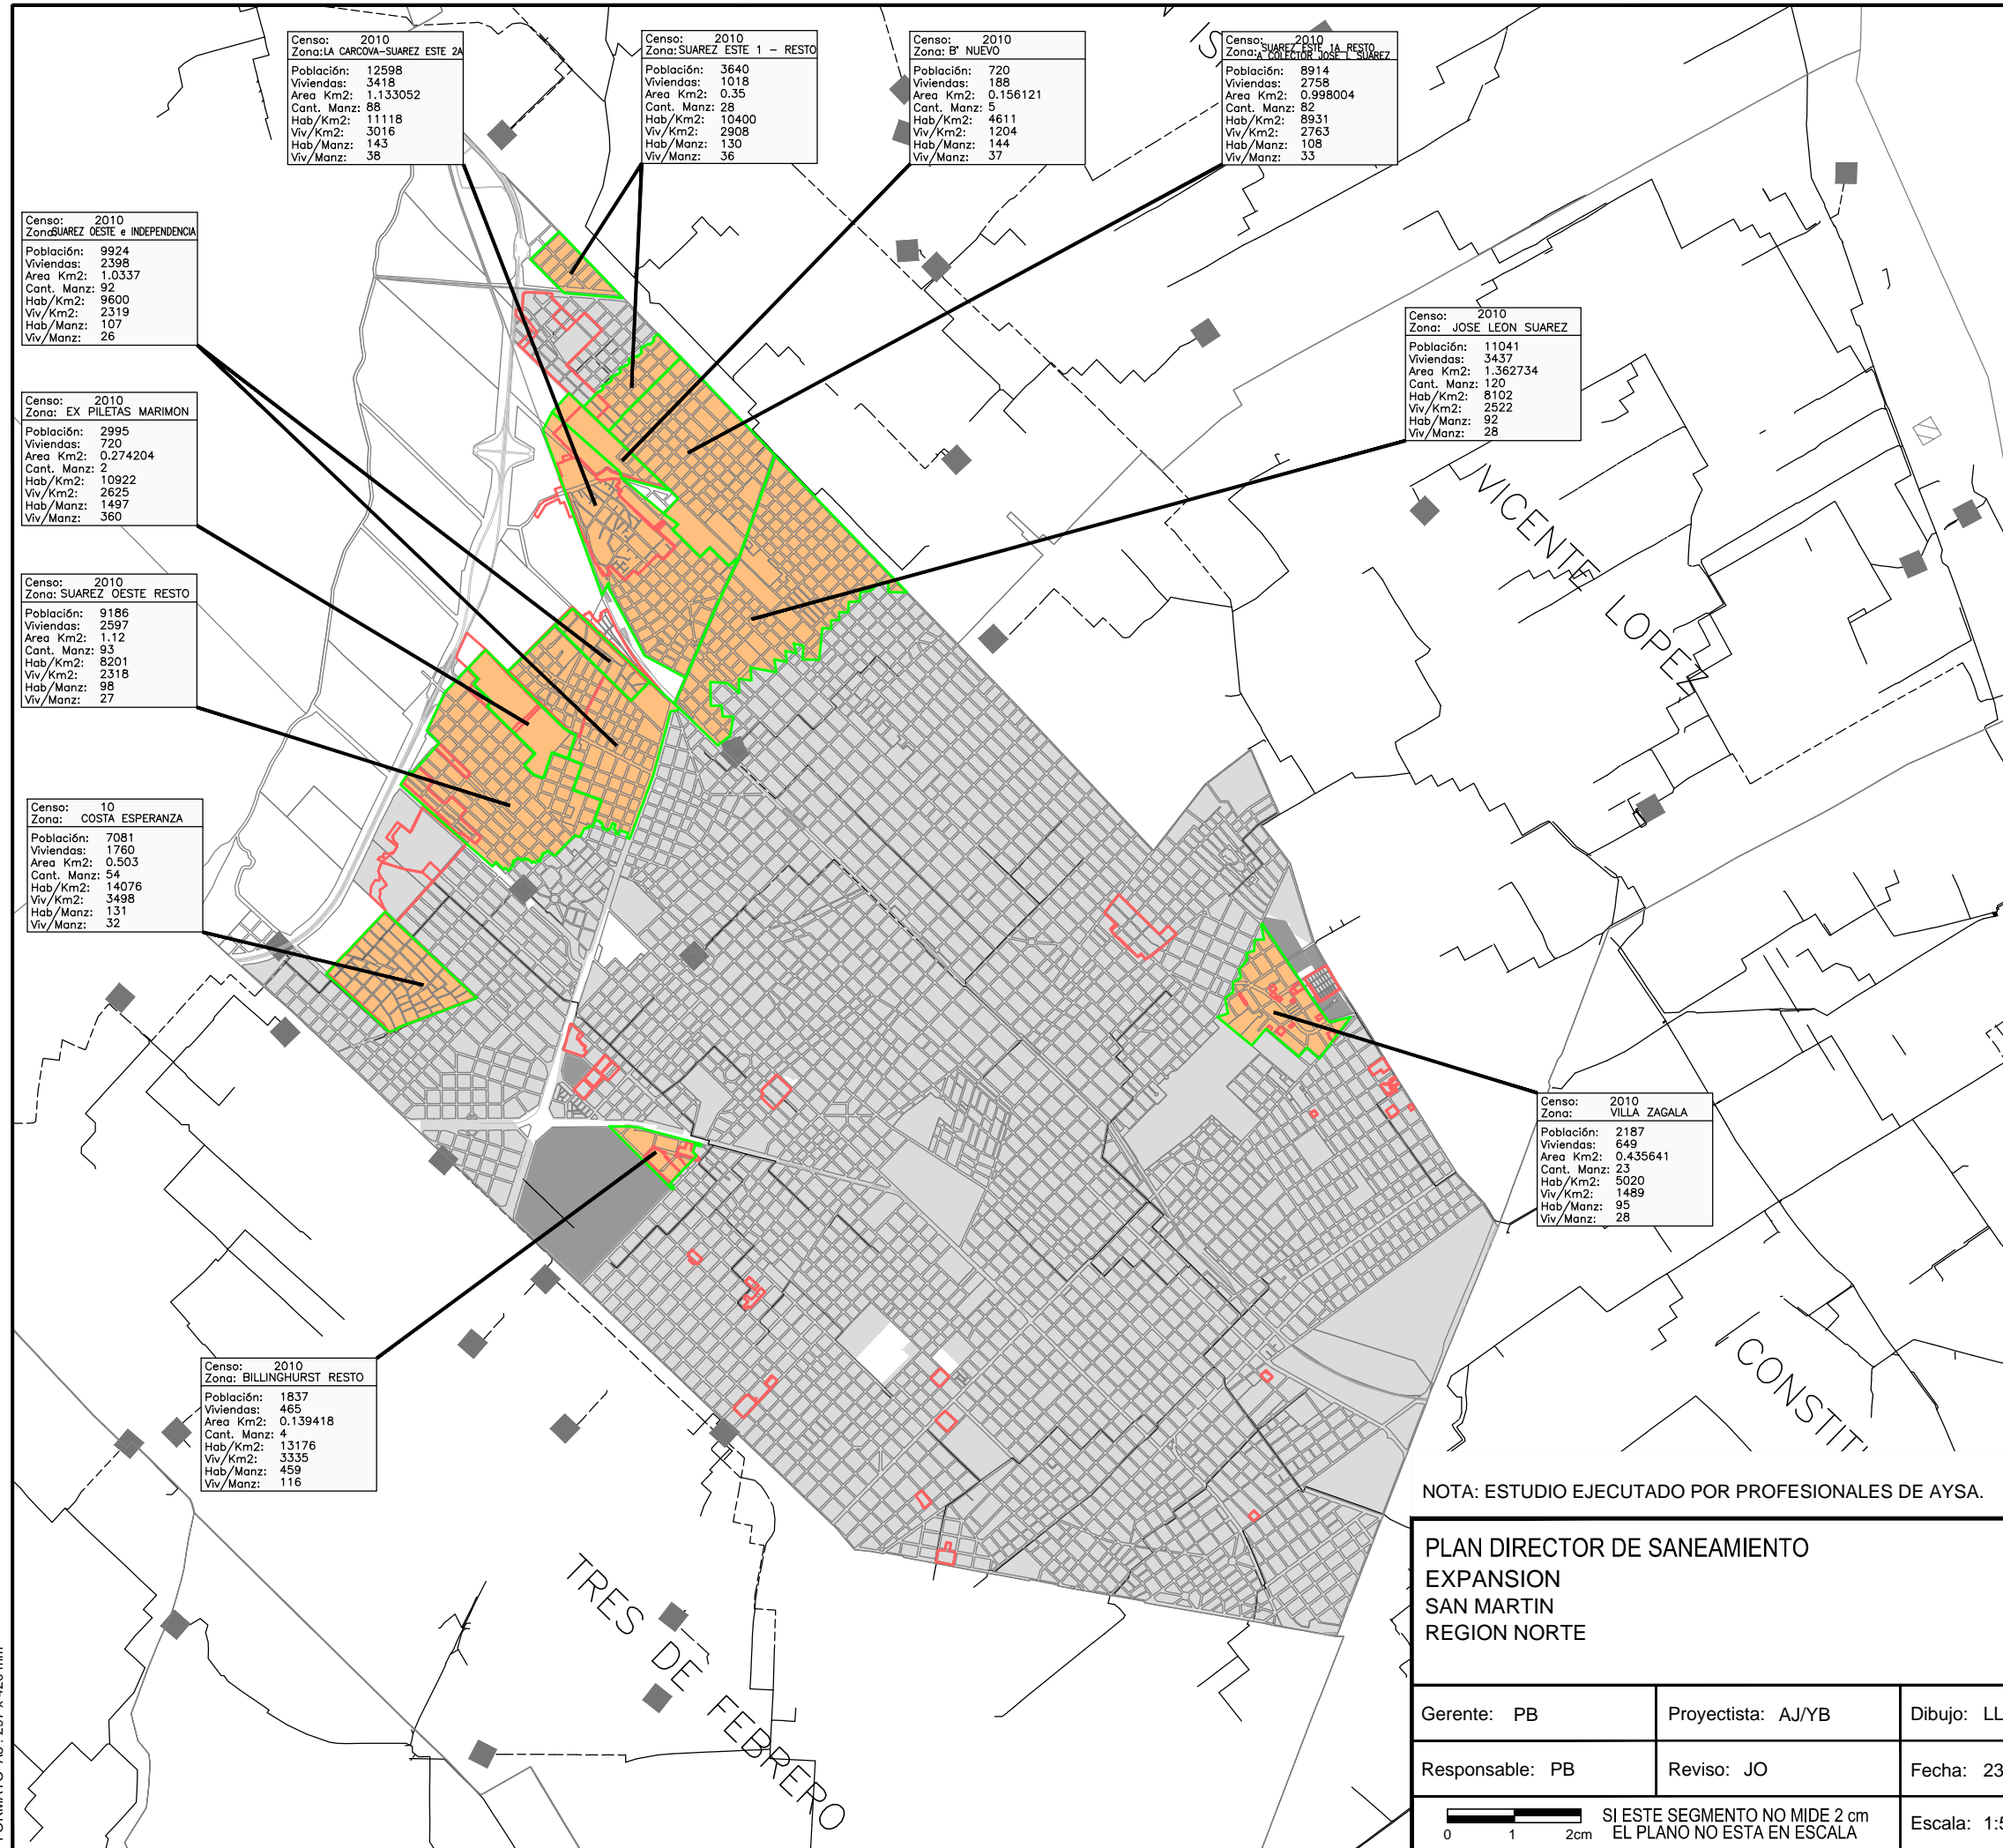 Censo: 2010
Zona: LA CARCOVA-SUAREZ ESTE 2A
Población: 12598
Viviendas: 3418
Area Km2: 1.133052
Cant. Manz: 88
Hab/Km2: 11118
Viv/Km2: 3016
Hab/Manz: 143
Viv/Manz: 38
Censo: 2010
Zona: SUAREZ ESTE 1 - RESTO
Población: 3640
Viviendas: 1018
Area Km2: 0.35
Cant. Manz: 28
Hab/Km2: 10400
Viv/Km2: 2908
Hab/Manz: 130
Viv/Manz: 36
Censo: 2010
Zona: B° NUEVO
Población: 720
Viviendas: 188
Area Km2: 0.156121
Cant. Manz: 5
Hab/Km2: 4611
Viv/Km2: 1204
Hab/Manz: 144
Viv/Manz: 37
Censo: 2010
Zona: SUAREZ ESTE 1A RESTO
A COLECTOR JOSE L SUAREZ
Población: 8914
Viviendas: 2758
Area Km2: 0.998004
Cant. Manz: 82
Hab/Km2: 8931
Viv/Km2: 2763
Hab/Manz: 108
Viv/Manz: 33
Censo: 2010
Zona: SUAREZ OESTE e INDEPENDENCIA
Población: 9924
Viviendas: 2398
Area Km2: 1.0337
Cant. Manz: 92
Hab/Km2: 9600
Viv/Km2: 2319
Hab/Manz: 107
Viv/Manz: 26
Censo: 2010
Zona: JOSE LEON SUAREZ
Población: 11041
Viviendas: 3437
Area Km2: 1.362734
Cant. Manz: 120
Hab/Km2: 8102
Viv/Km2: 2522
Hab/Manz: 92
Viv/Manz: 28
Censo: 2010
Zona: EX PILETAS MARIMON
Población: 2995
Viviendas: 720
Area Km2: 0.274204
Cant. Manz: 2
Hab/Km2: 10922
Viv/Km2: 2625
Hab/Manz: 1497
Viv/Manz: 360
VICENTE LOPEZ
Censo: 2010
Zona: SUAREZ OESTE RESTO
Población: 9186
Viviendas: 2597
Area Km2: 1.12
Cant. Manz: 93
Hab/Km2: 8201
Viv/Km2: 2318
Hab/Manz: 98
Viv/Manz: 27
Censo: 10
Zona: COSTA ESPERANZA
Población: 7081
Viviendas: 1760
Area Km2: 0.503
Cant. Manz: 54
Hab/Km2: 14076
Viv/Km2: 3498
Hab/Manz: 131
Viv/Manz: 32
Censo: 2010
Zona: VILLA ZAGALA
Población: 2187
Viviendas: 649
Area Km2: 0.435641
Cant. Manz: 23
Hab/Km2: 5020
Viv/Km2: 1489
Hab/Manz: 95
Viv/Manz: 28
Censo: 2010
Zona: BILLINGHURST RESTO
Población: 1837
Viviendas: 465
Area Km2: 0.139418
Cant. Manz: 4
Hab/Km2: 13176
Viv/Km2: 3335
Hab/Manz: 459
Viv/Manz: 116
CONSTIT
TRES DE FEBRERO
NOTA: ESTUDIO EJECUTADO POR PROFESIONALES DE AYSA.
PLAN DIRECTOR DE SANEAMIENTO
EXPANSION
SAN MARTIN
REGION NORTE
Gerente: PB
Proyectista: AJ/YB
Dibujo: LL
Responsable: PB
Reviso: JO
Fecha: 23
0 1 2cm
SI ESTE SEGMENTO NO MIDE 2 cm
EL PLANO NO ESTA EN ESCALA
Escala: 1:5